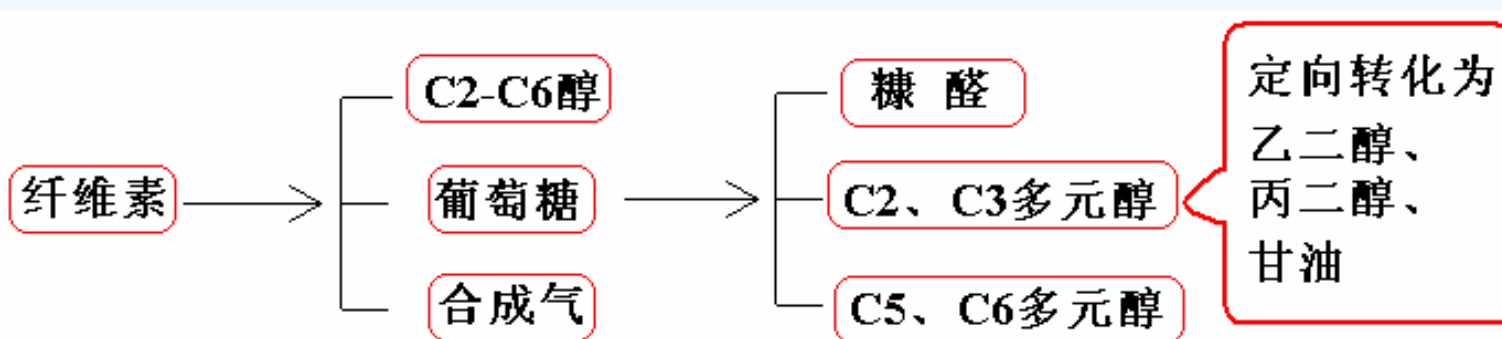 C2-C6醇
糠 醛
定向转化为
乙二醇、
纤维素
葡萄糖
C2、C3多元醇
丙二醇、
甘油
合成气
C5、C6多元醇